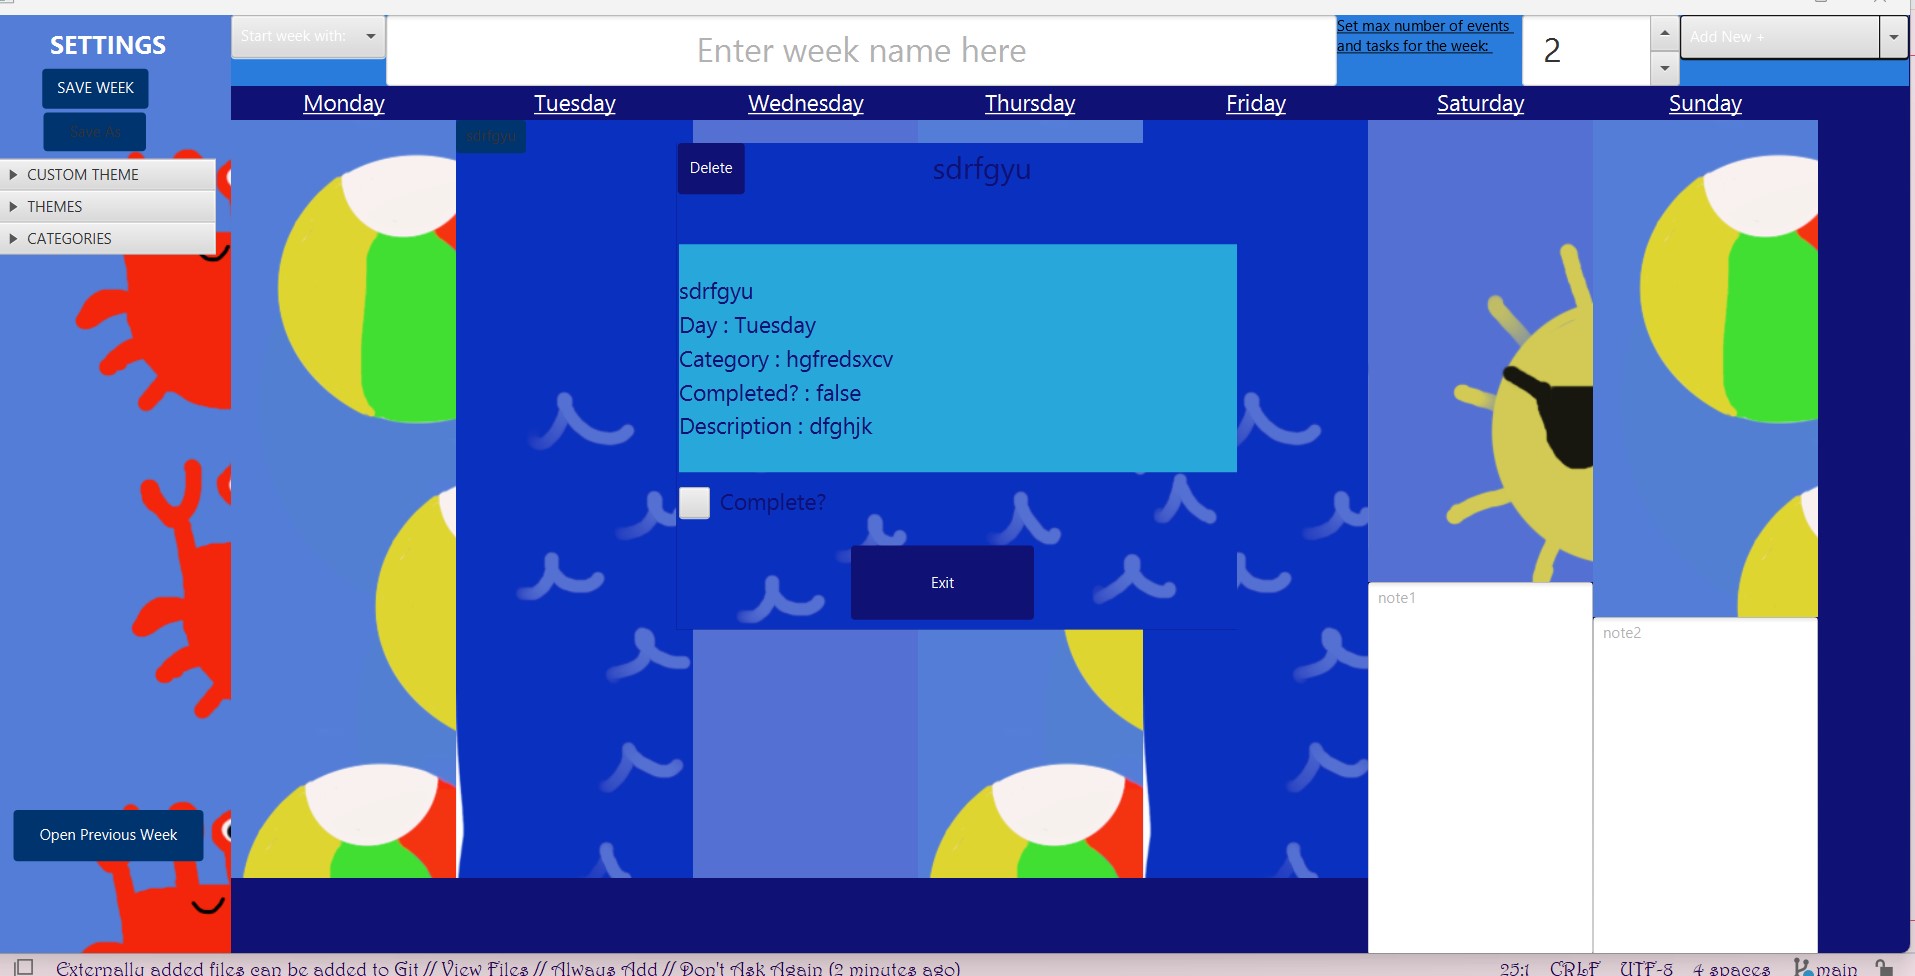 SETTINGS
SAVE WEEK
Save As
CUSTOM THEME
THEMES
CATEGORIES
Open Previous Week
Start week with:
Enter week name here
Set max number of events
and tasks for the week:
2
Add New +
Monday Tuesday Wednesday Thursday Friday Saturday Sunday
sdrfgyu
Delete
sdrfgyu
sdrfgyu
Day : Tuesday
Category : hgfredsxcv
Completed? : false
Description : dfghjk
Complete?
Exit
note1
note2
Externally added files can be added to Git // View Files // Always Add // Don't Ask Again (2 minutes ago)
25:1 CRLF UTF-8 4 spaces main